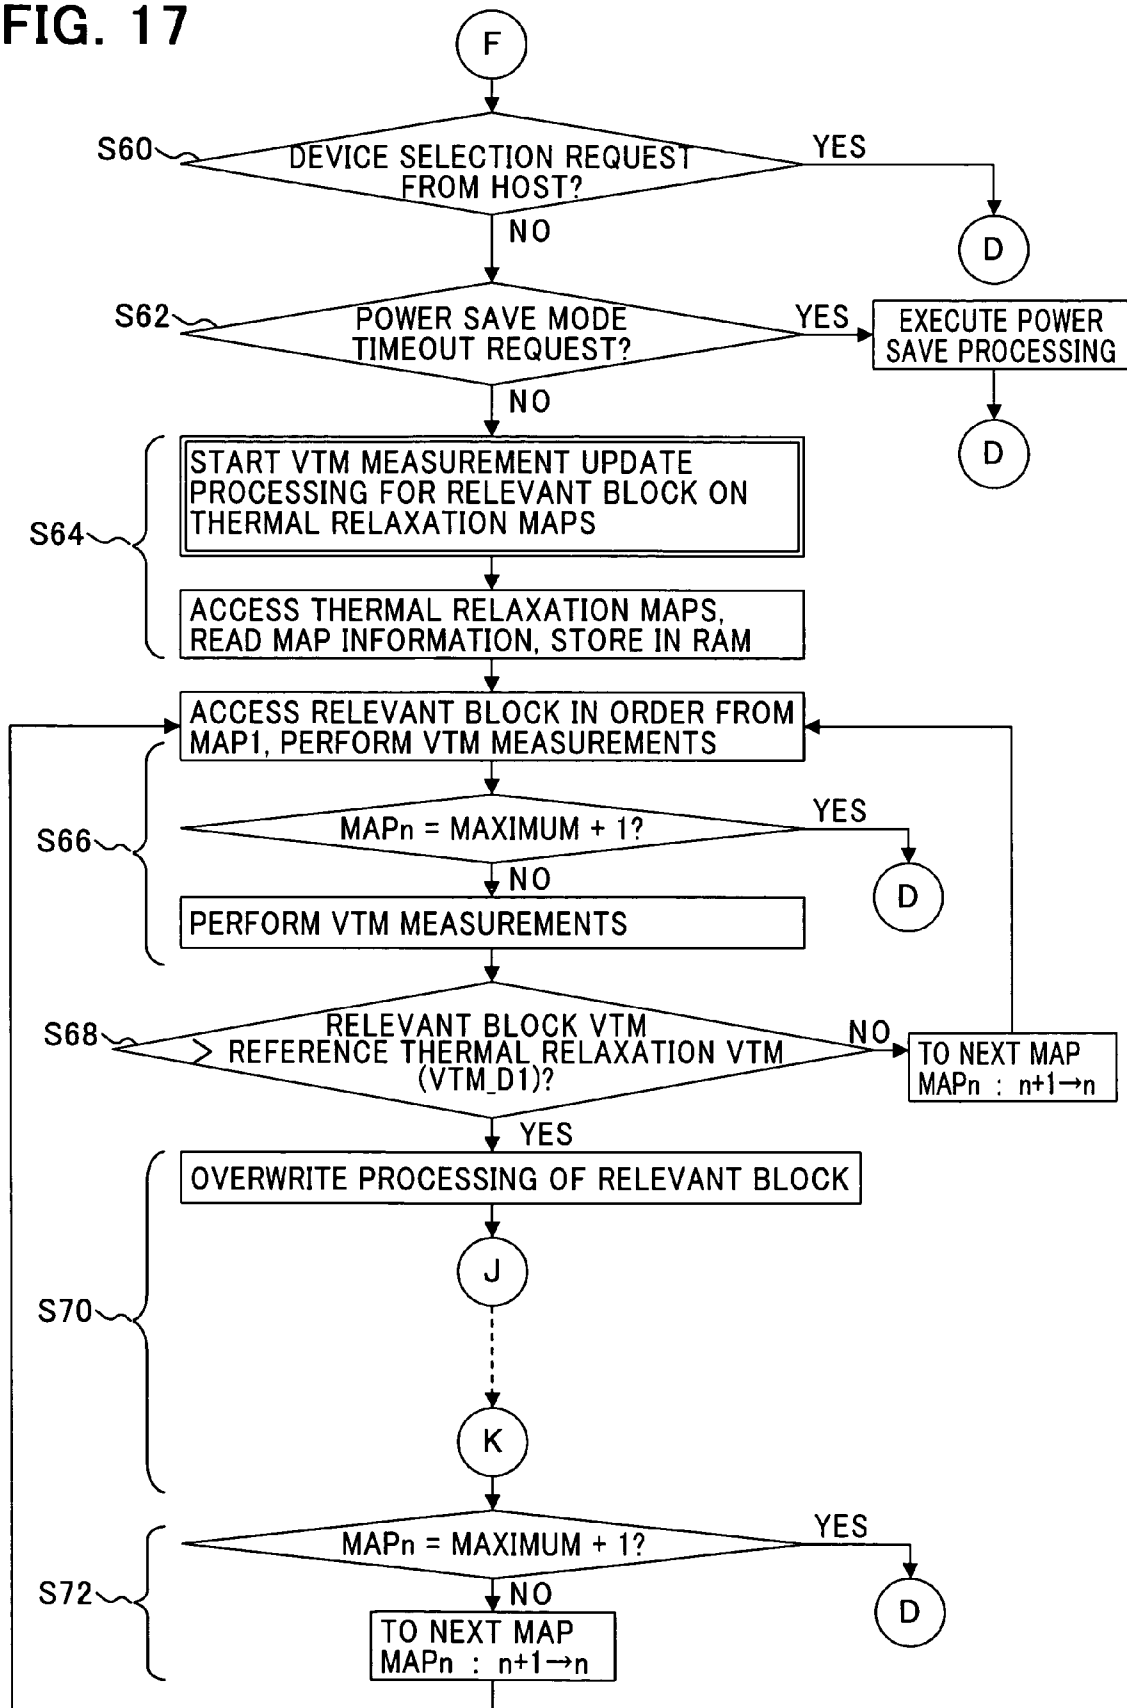 FIG. 17
F
S60
DEVICE SELECTION REQUEST
FROM HOST?
YES
NO
D
S62
POWER SAVE MODE
TIMEOUT REQUEST?
YES
EXECUTE POWER
SAVE PROCESSING
NO
D
S64
START VTM MEASUREMENT UPDATE
PROCESSING FOR RELEVANT BLOCK ON
THERMAL RELAXATION MAPS
ACCESS THERMAL RELAXATION MAPS,
READ MAP INFORMATION, STORE IN RAM
ACCESS RELEVANT BLOCK IN ORDER FROM
MAP1, PERFORM VTM MEASUREMENTS
S66
MAPn = MAXIMUM + 1?
YES
NO
D
PERFORM VTM MEASUREMENTS
S68
RELEVANT BLOCK VTM
> REFERENCE THERMAL RELAXATION VTM
(VTM_D1)?
NO
TO NEXT MAP
MAPn : n+1→n
YES
OVERWRITE PROCESSING OF RELEVANT BLOCK
J
S70
K
MAPn = MAXIMUM + 1?
YES
S72
NO
D
TO NEXT MAP
MAPn : n+1→n